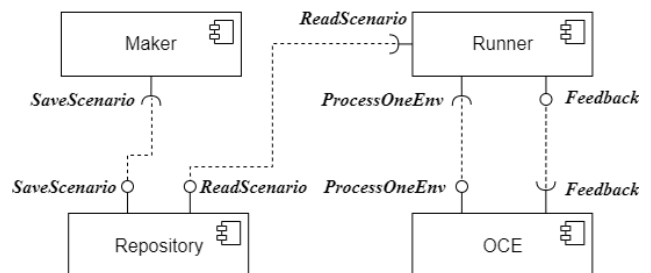 ReadScenario
Maker
Runner
SaveScenario
ProcessOneEnv
Feedback
SaveScenario
ReadScenario
ProcessOneEnv
Feedback
Repository
OCE